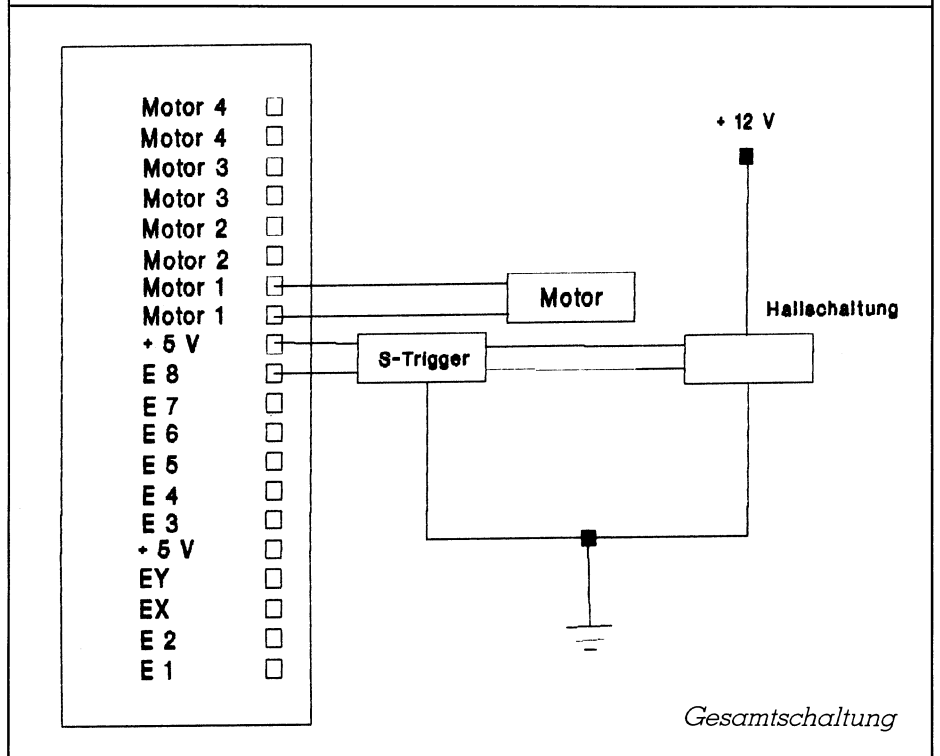 Motor 4
Motor 4
Motor 3
Motor 3
Motor 2
Motor 2
Motor 1
Motor 1
+ 5 V
E 8
E 7
E 6
E 5
E 4
E 3
+ 5 V
EY
EX
E 2
E 1
Motor
S-Trigger
+ 12 V
Hallschaltung
Gesamtschaltung